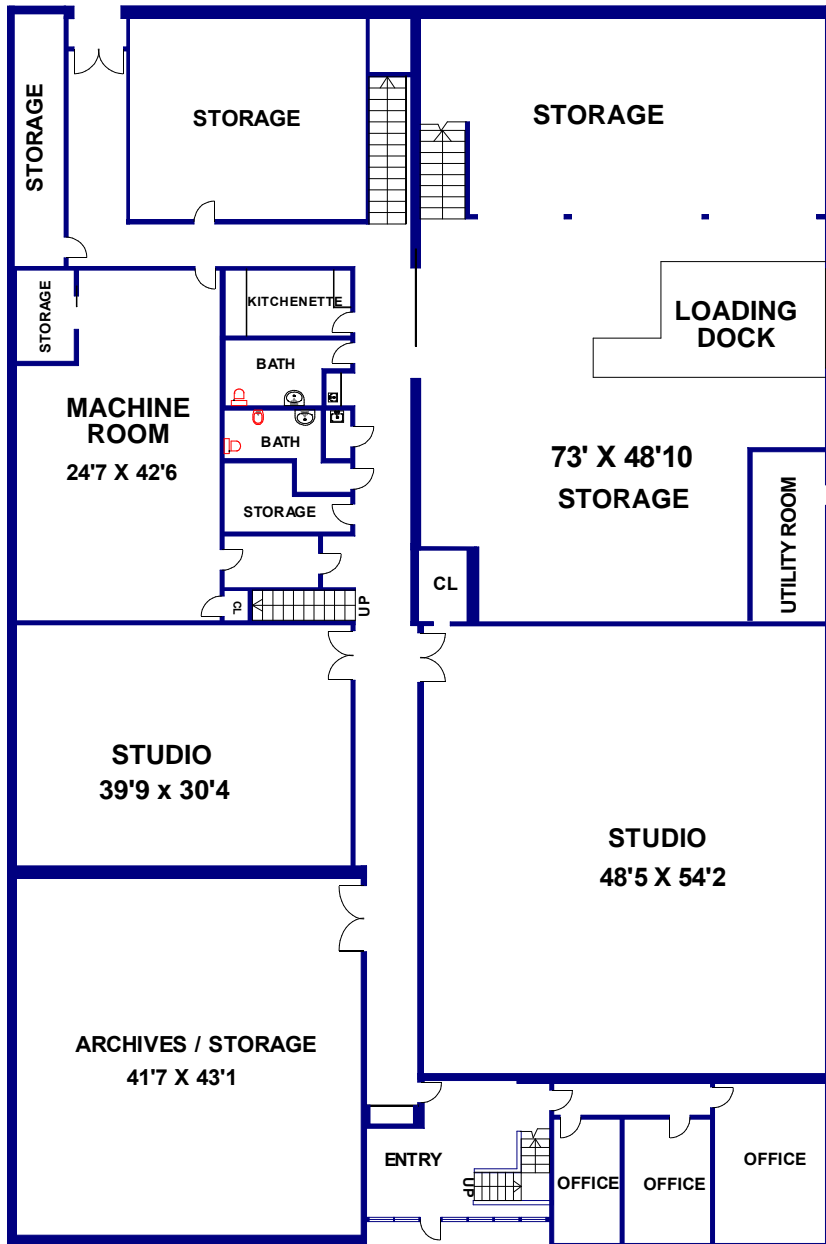 STORAGE
STORAGE
STORAGE
STORAGE
KITCHENETTE
LOADING
DOCK
BATH
MACHINE
ROOM
24'7 X 42'6
BATH
73' X 48'10
STORAGE
STORAGE
UTILITY ROOM
CL
CL
UP
STUDIO
39'9 x 30'4
STUDIO
48'5 X 54'2
ARCHIVES / STORAGE
41'7 X 43'1
ENTRY
UP
OFFICE
OFFICE
OFFICE